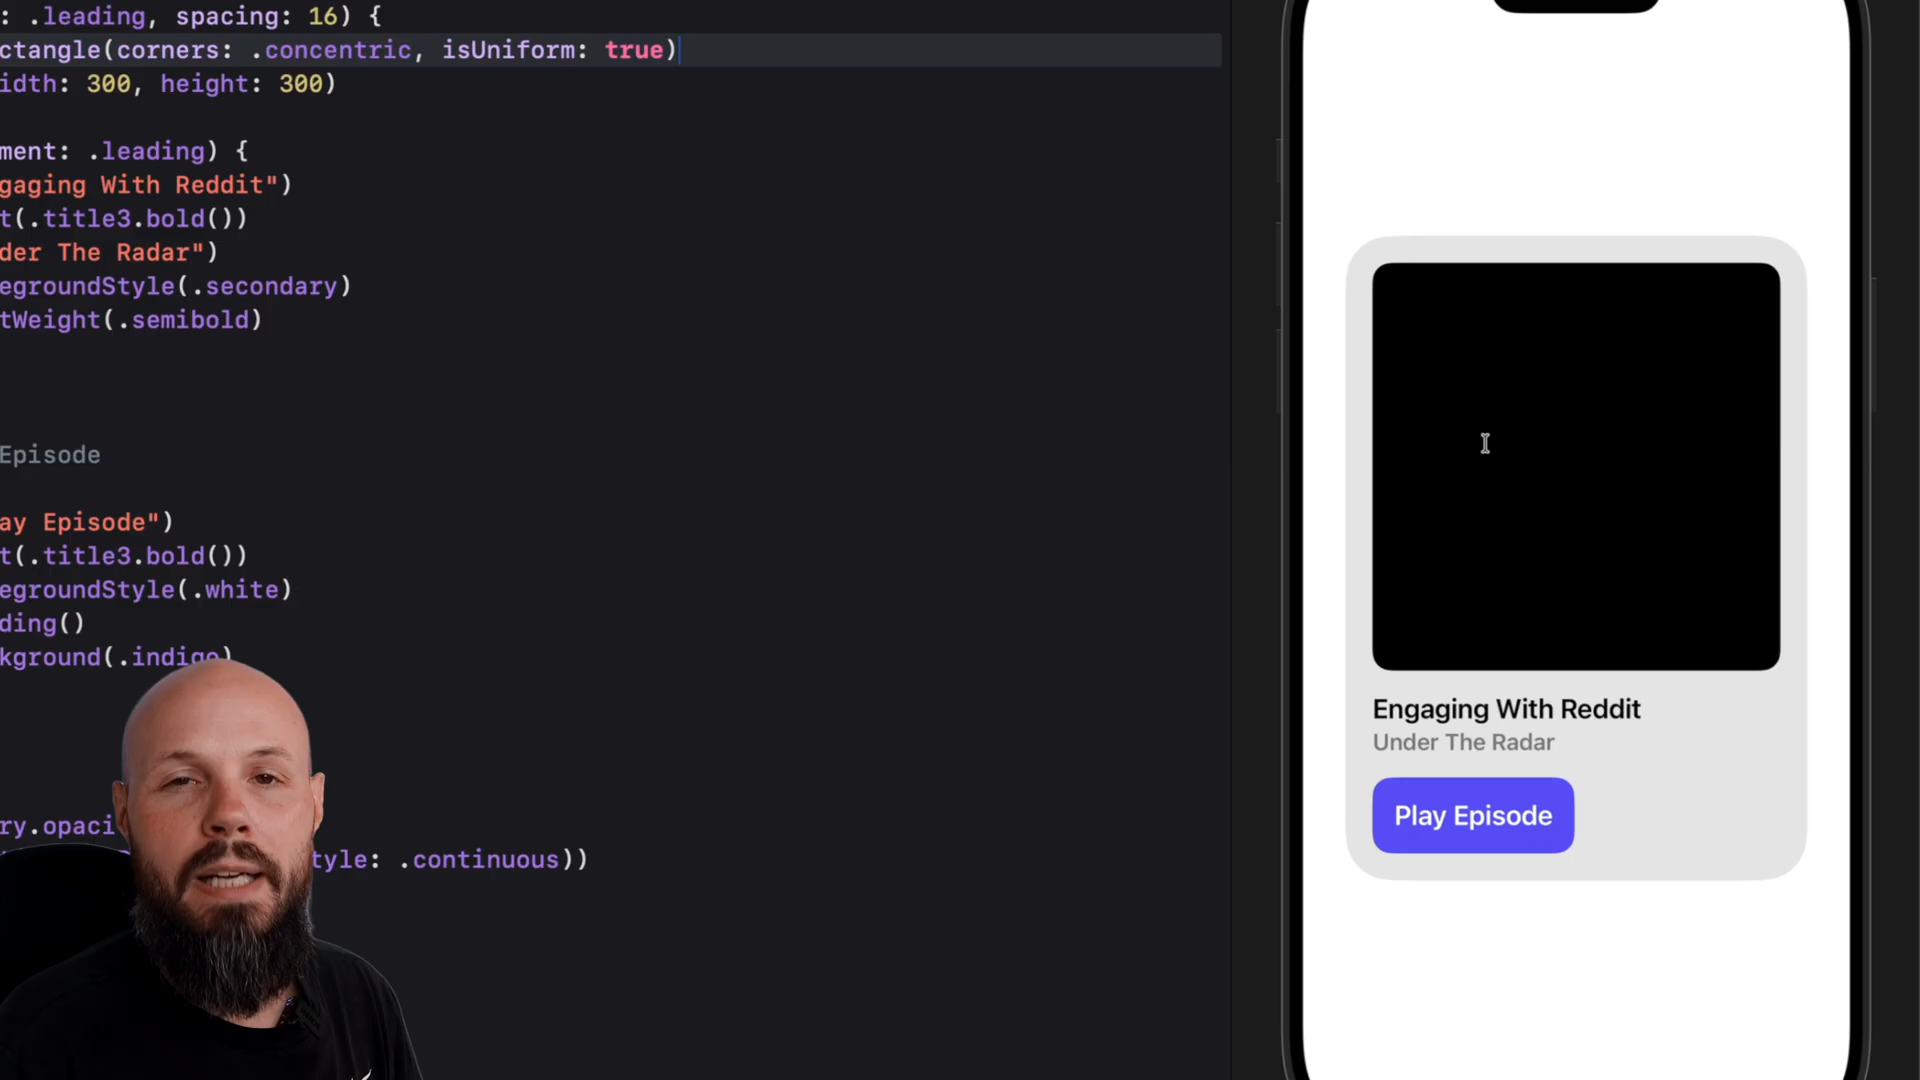 : .leading, spacing: 16) {
ctangle(corners: .concentric, isUniform: true)
idth: 300, height: 300)
ment: .leading) {
gaging With Reddit")
t(.title3.bold())
der The Radar")
egroundStyle(.secondary)
tWeight(.semibold)
Episode
ay Episode")
t(.title3.bold())
egroundStyle(.white)
ding()
kground(.indigo)
ry.opaci
tyle: .continuous))
Engaging With Reddit
Under The Radar
Play Episode